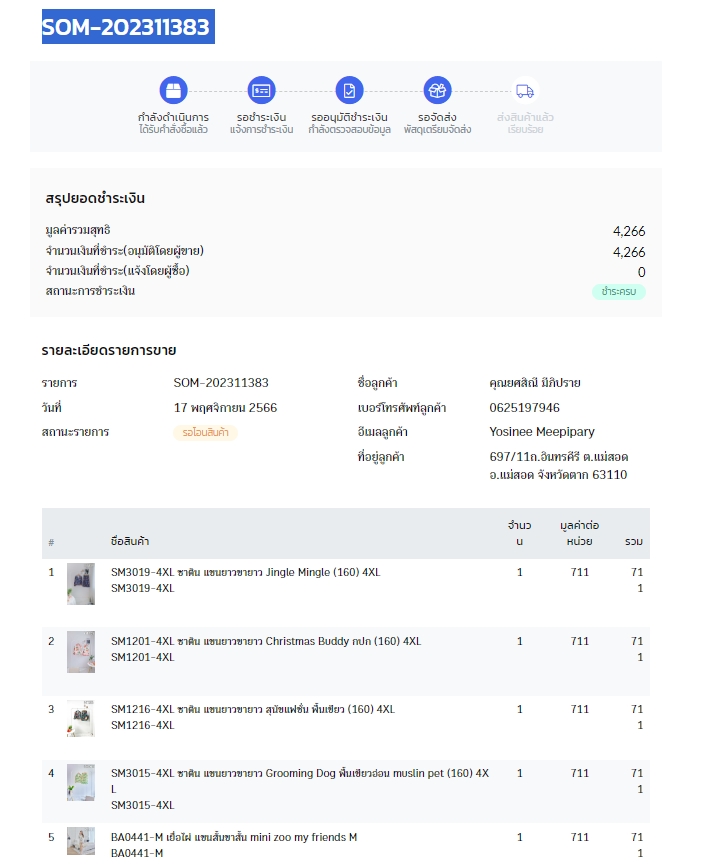 SOM-202311383
กำลังดำเนินการ
ได้รับคำสั่งซื้อแล้ว
รอชำระเงิน
แจ้งการชำระเงิน
รออนุมัติชำระเงิน
กำลังตรวจสอบข้อมูล
รอจัดส่ง
พัสดุเตรียมจัดส่ง
ส่งสินค้าแล้ว
เรียบร้อย
สรุปยอดชำระเงิน
มูลค่ารวมสุทธิ 4,266
จำนวนเงินที่ชำระ(อนุมัติโดยผู้ขาย) 4,266
จำนวนเงินที่ชำระ(แจ้งโดยผู้ซื้อ) 0
สถานะการชำระเงิน ชำระครบ
รายละเอียดรายการขาย
รายการ SOM-202311383
วันที่ 17 พฤศจิกายน 2566
สถานะรายการ รอโอนสินค้า
ชื่อลูกค้า คุณยศสิณี มีภิปราย
เบอร์โทรศัพท์ลูกค้า 0625197946
อีเมลลูกค้า Yosinee Meepipary
ที่อยู่ลูกค้า 697/11ถ.อินทรคีรี ต.แม่สอด
อ.แม่สอด จังหวัดตาก 63110
# ชื่อสินค้า จำนว
น มูลค่าต่อ
หน่วย รวม
1 SM3019-4XL ซาติน แขนยาวขายาว Jingle Mingle (160) 4XL 1 711 71
SM3019-4XL 1
2 SM1201-4XL ซาติน แขนยาวขายาว Christmas Buddy กปก (160) 4XL 1 711 71
SM1201-4XL 1
3 SM1216-4XL ซาติน แขนยาวขายาว สุนัขแฟชั่น พื้นเขียว (160) 4XL 1 711 71
SM1216-4XL 1
4 SM3015-4XL ซาติน แขนยาวขายาว Grooming Dog พื้นเขียวอ่อน muslin pet (160) 4X 1 711 71
L 1
SM3015-4XL
5 BA0441-M เยื่อไผ่ แขนสั้นขาสั้น mini zoo my friends M 1 711 71
BA0441-M 1